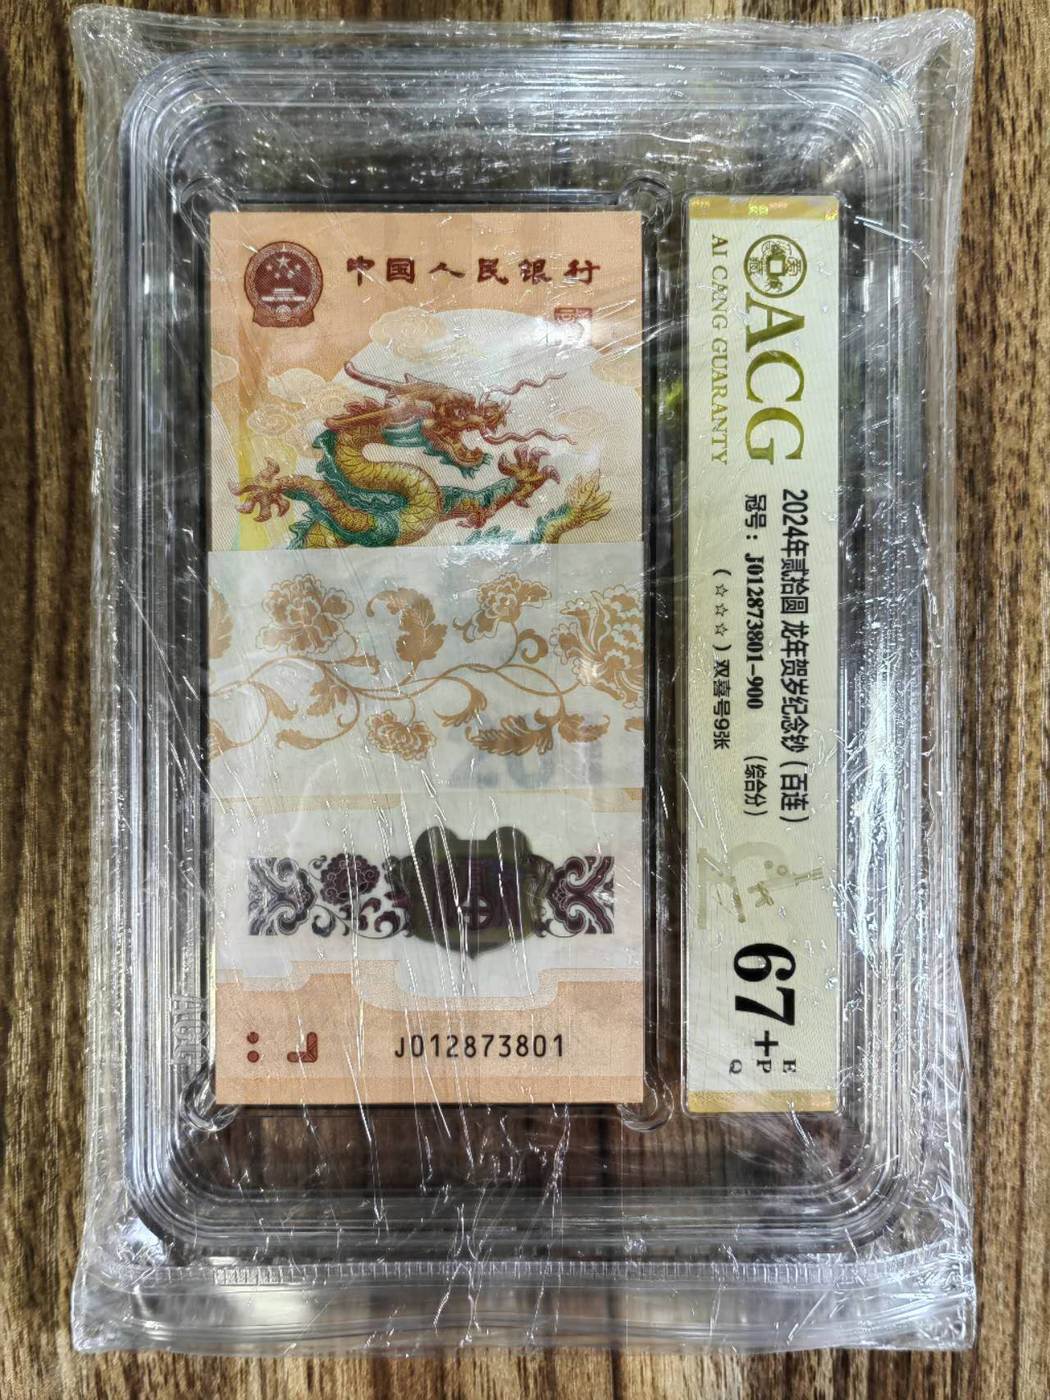 中国人民银行
J012873801
ACG
AI CANG GUARANTY
2024年贰拾圆 龙年贺岁纪念钞（百连）
冠号：J012873801-900 （综合分）
（☆☆☆）双喜号9张
67+
E
P
Q